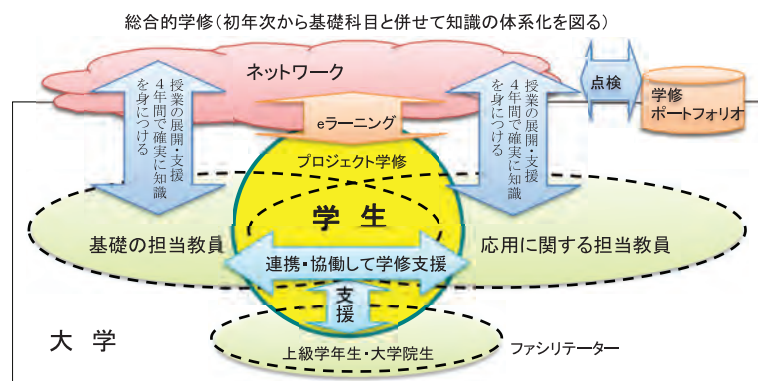 総合的学修(初年次から基礎科目と併せて知識の体系化を図る)
ネットワーク
点検
学修
ポートフォリオ
授業の展開・支援
4年間で確実に知識
を身につける
eラーニング
授業の展開・支援
4年間で確実に知識
を身につける
プロジェクト学修
学生
基礎の担当教員
応用に関する担当教員
連携・協働して学修支援
支援
大学
上級学年生・大学院生
ファシリテーター